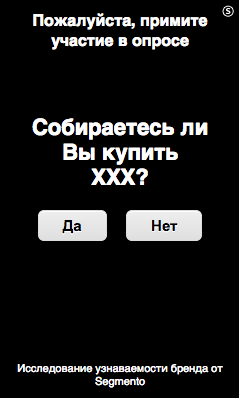 Пожалуйста, примите
участие в опросе
S
Собираетесь ли
Вы купить
XXX?
Да Нет
Исследование узнаваемости бренда от
Segmento